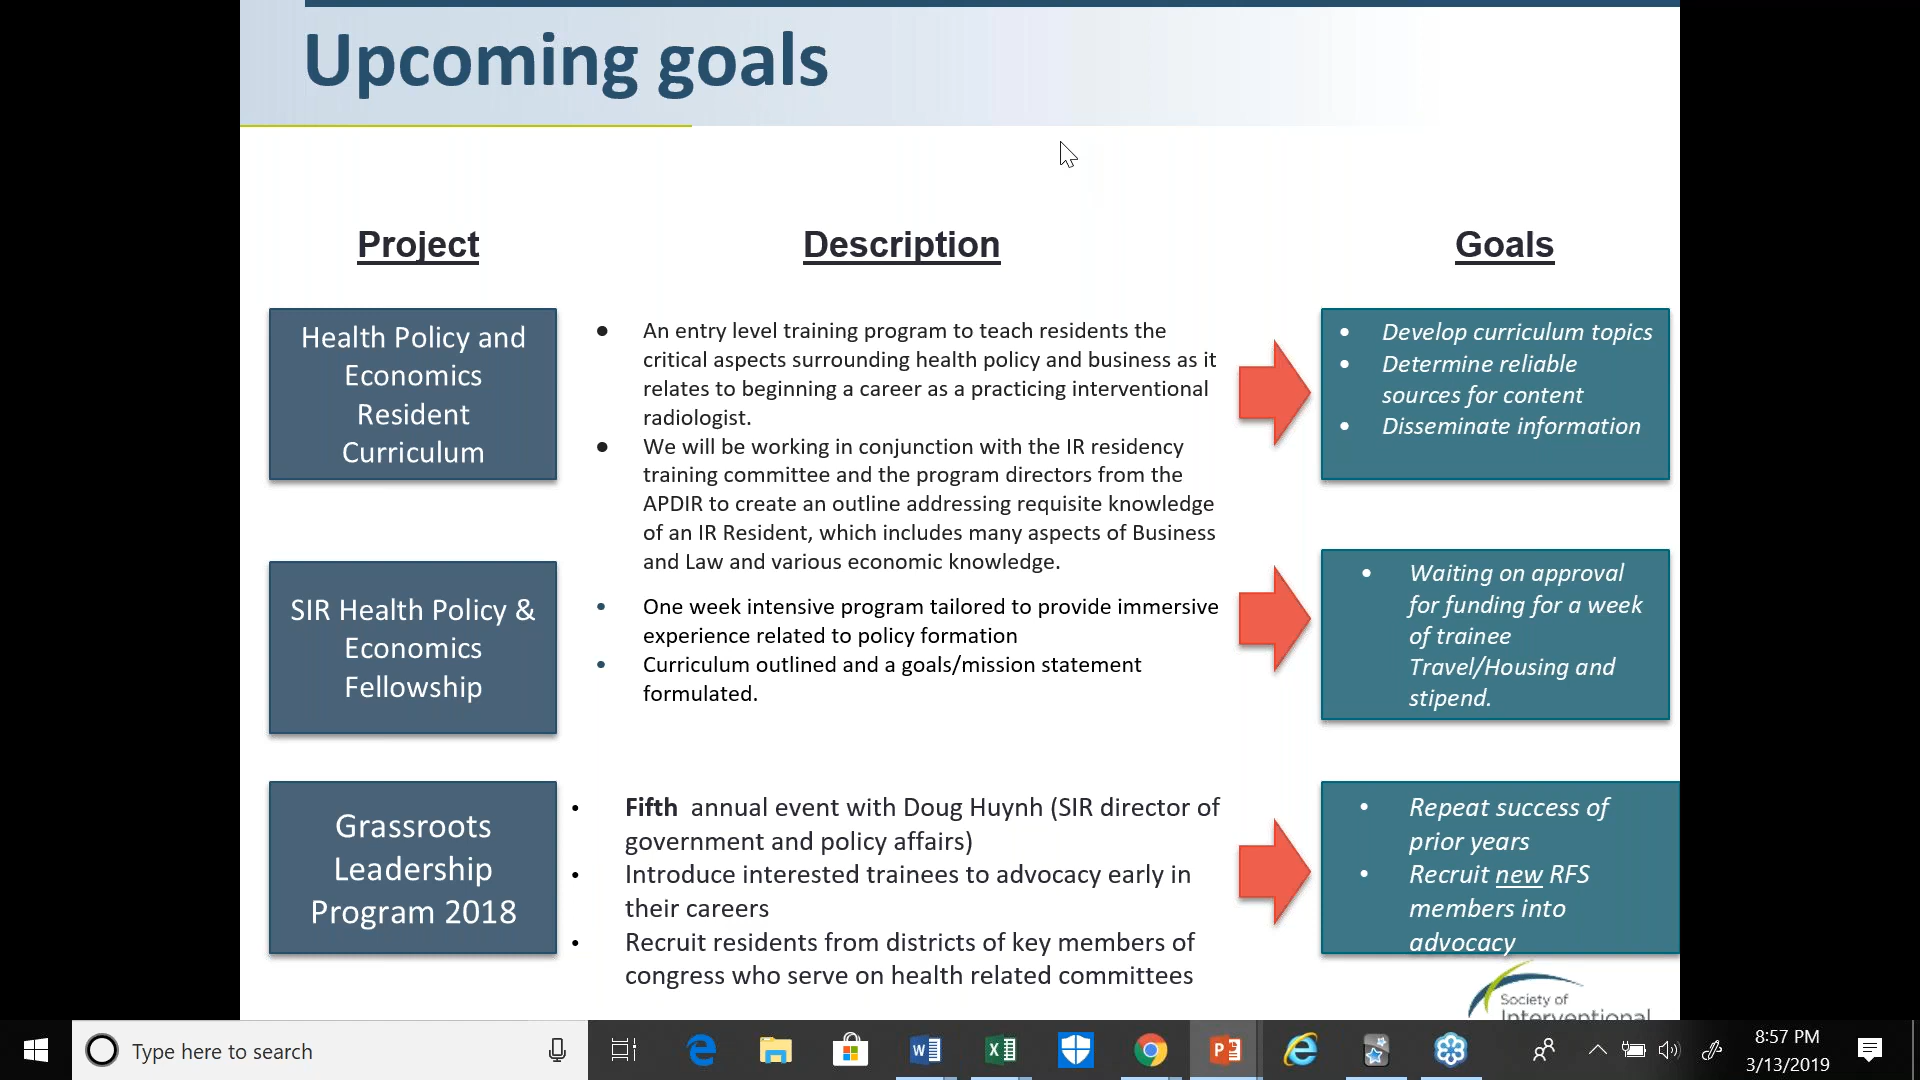 Upcoming goals
Project
Description
Goals
Health Policy and
Economics
Resident
Curriculum
● An entry level training program to teach residents the
critical aspects surrounding health policy and business as it
relates to beginning a career as a practicing interventional
radiologist.
● We will be working in conjunction with the IR residency
training committee and the program directors from the
APDIR to create an outline addressing requisite knowledge
of an IR Resident, which includes many aspects of Business
and Law and various economic knowledge.
• Develop curriculum topics
• Determine reliable
sources for content
• Disseminate information
SIR Health Policy &
Economics
Fellowship
• One week intensive program tailored to provide immersive
experience related to policy formation
• Curriculum outlined and a goals/mission statement
formulated.
• Waiting on approval
for funding for a week
of trainee
Travel/Housing and
stipend.
Grassroots
Leadership
Program 2018
• Fifth annual event with Doug Huynh (SIR director of
government and policy affairs)
• Introduce interested trainees to advocacy early in
their careers
• Recruit residents from districts of key members of
congress who serve on health related committees
• Repeat success of
prior years
• Recruit new RFS
members into
advocacy
Society of
Interventional
Type here to search
8:57 PM
3/13/2019